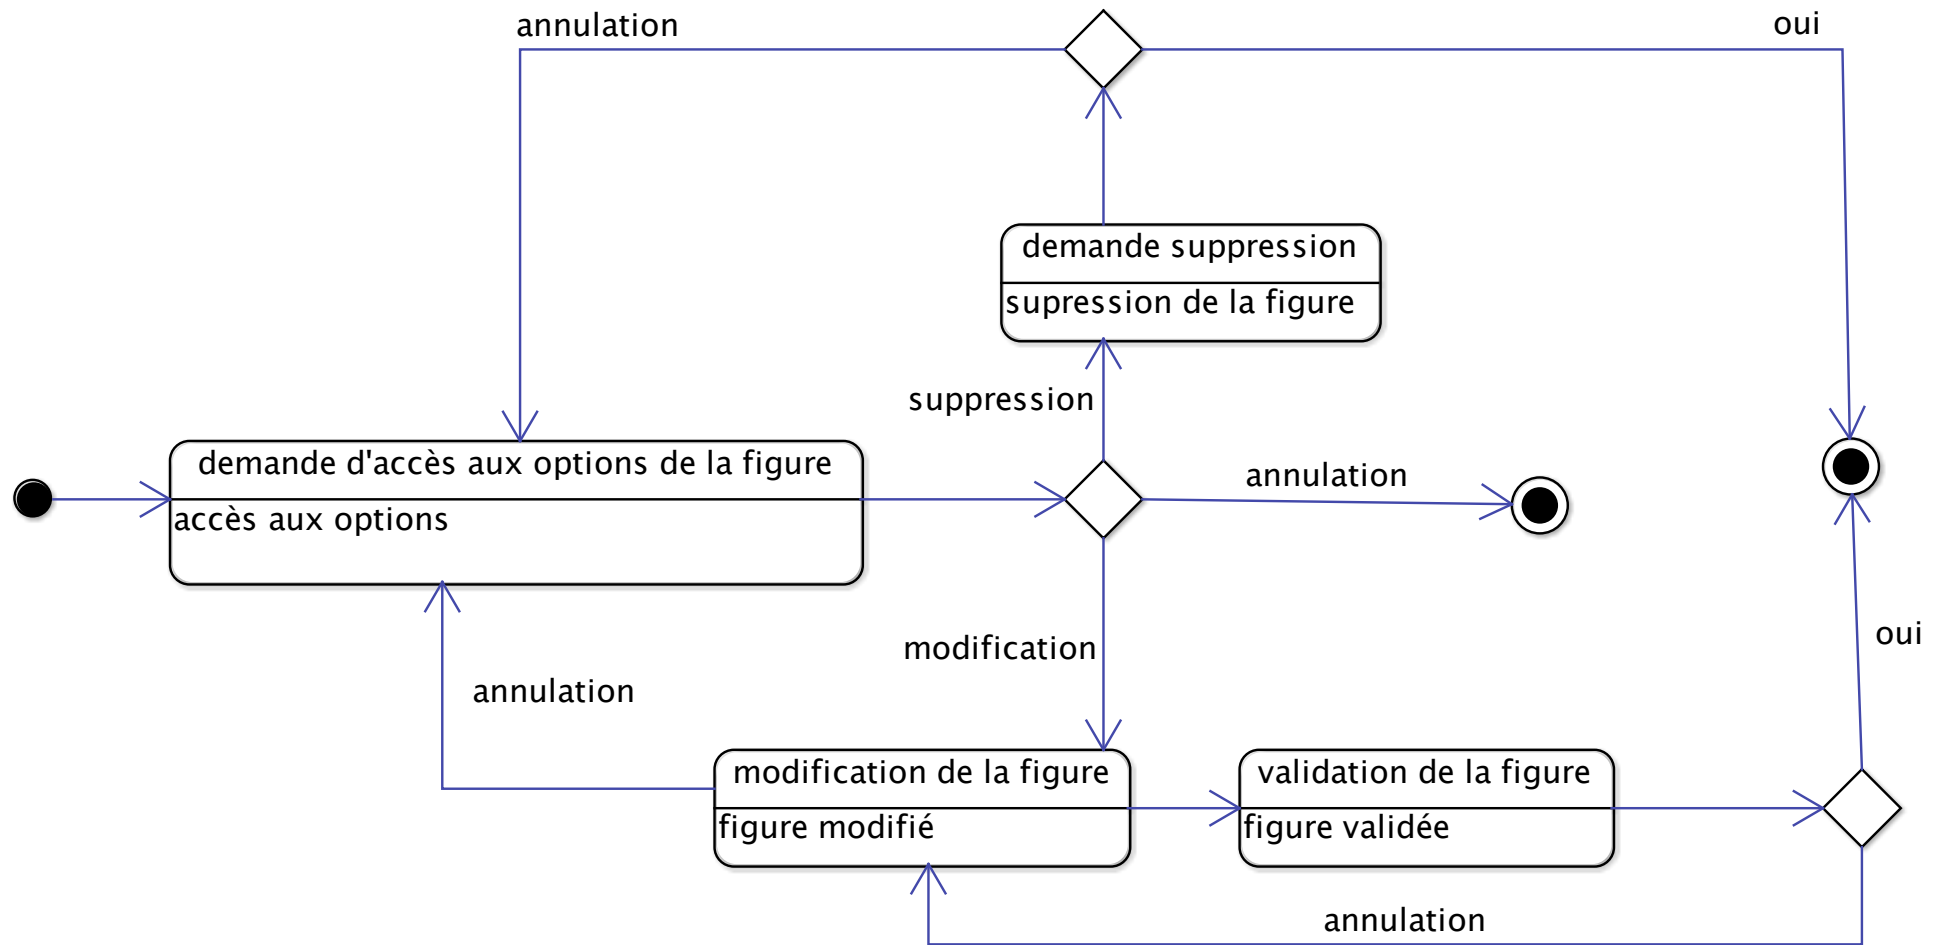 annulation
oui
demande suppression
supression de la figure
suppression
demande d'accès aux options de la figure
accès aux options
annulation
modification
oui
annulation
modification de la figure
figure modifié
validation de la figure
figure validée
annulation